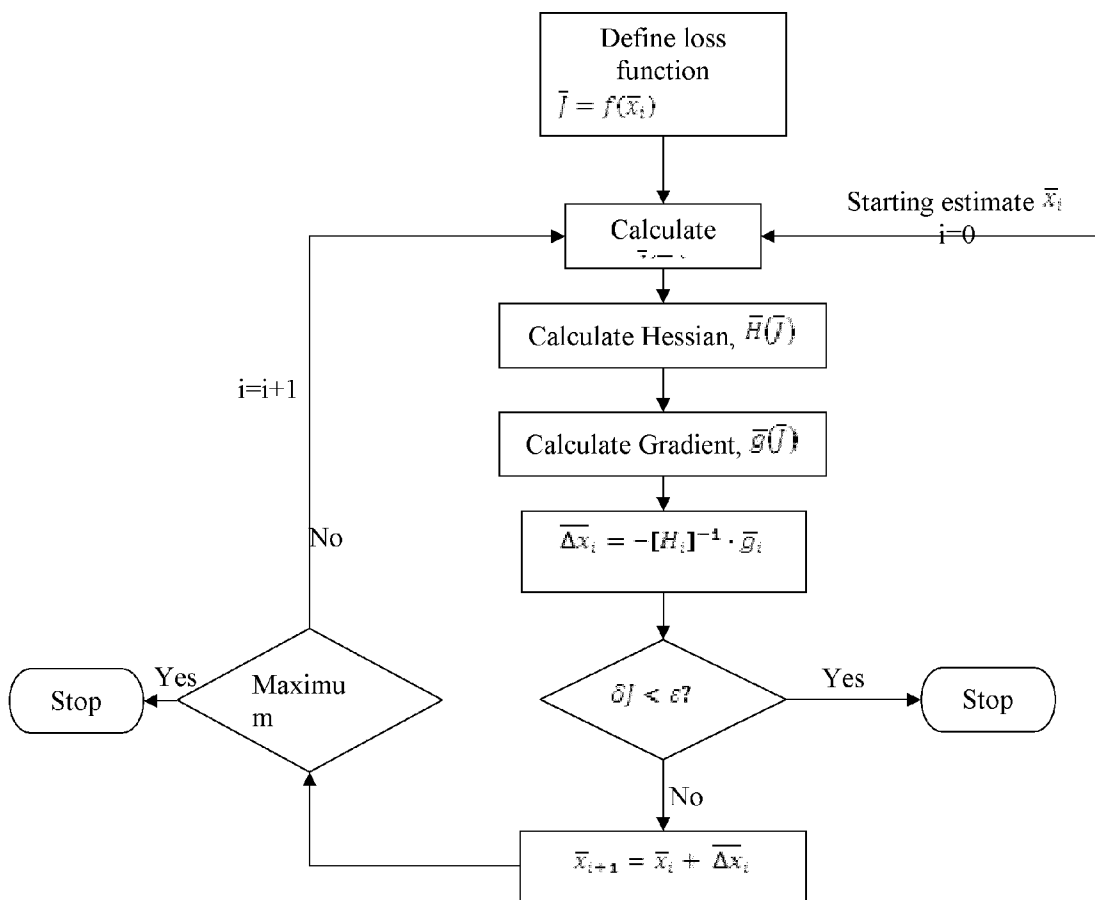 Define loss
function
J̅ = f(x̅ᵢ)
Starting estimate x̅ᵢ
i=0
Calculate
Calculate Hessian, H̅(J̅)
i=i+1
Calculate Gradient, g̅(J̅)
Δx̅ᵢ = −[Hᵢ]⁻¹ · g̅ᵢ
No
Yes
Stop
Maximu
m
δJ < ε?
Yes
Stop
No
x̅ᵢ₊₁ = x̅ᵢ + Δx̅ᵢ